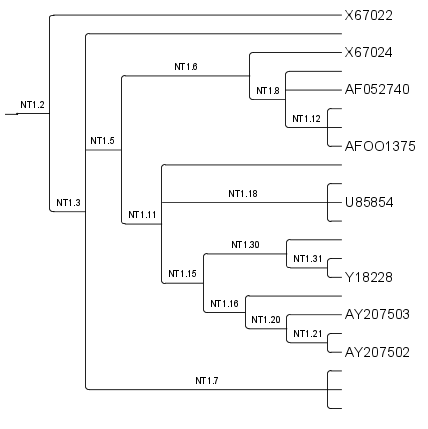 X67022
X67024
NT1.6
AF052740
NT1.8
NT1.2
NT1.12
NT1.5
AFOO1375
NT1.18
NT1.3
U85854
NT1.11
NT1.30
NT1.31
NT1.15
Y18228
NT1.16
AY207503
NT1.20
NT1.21
AY207502
NT1.7